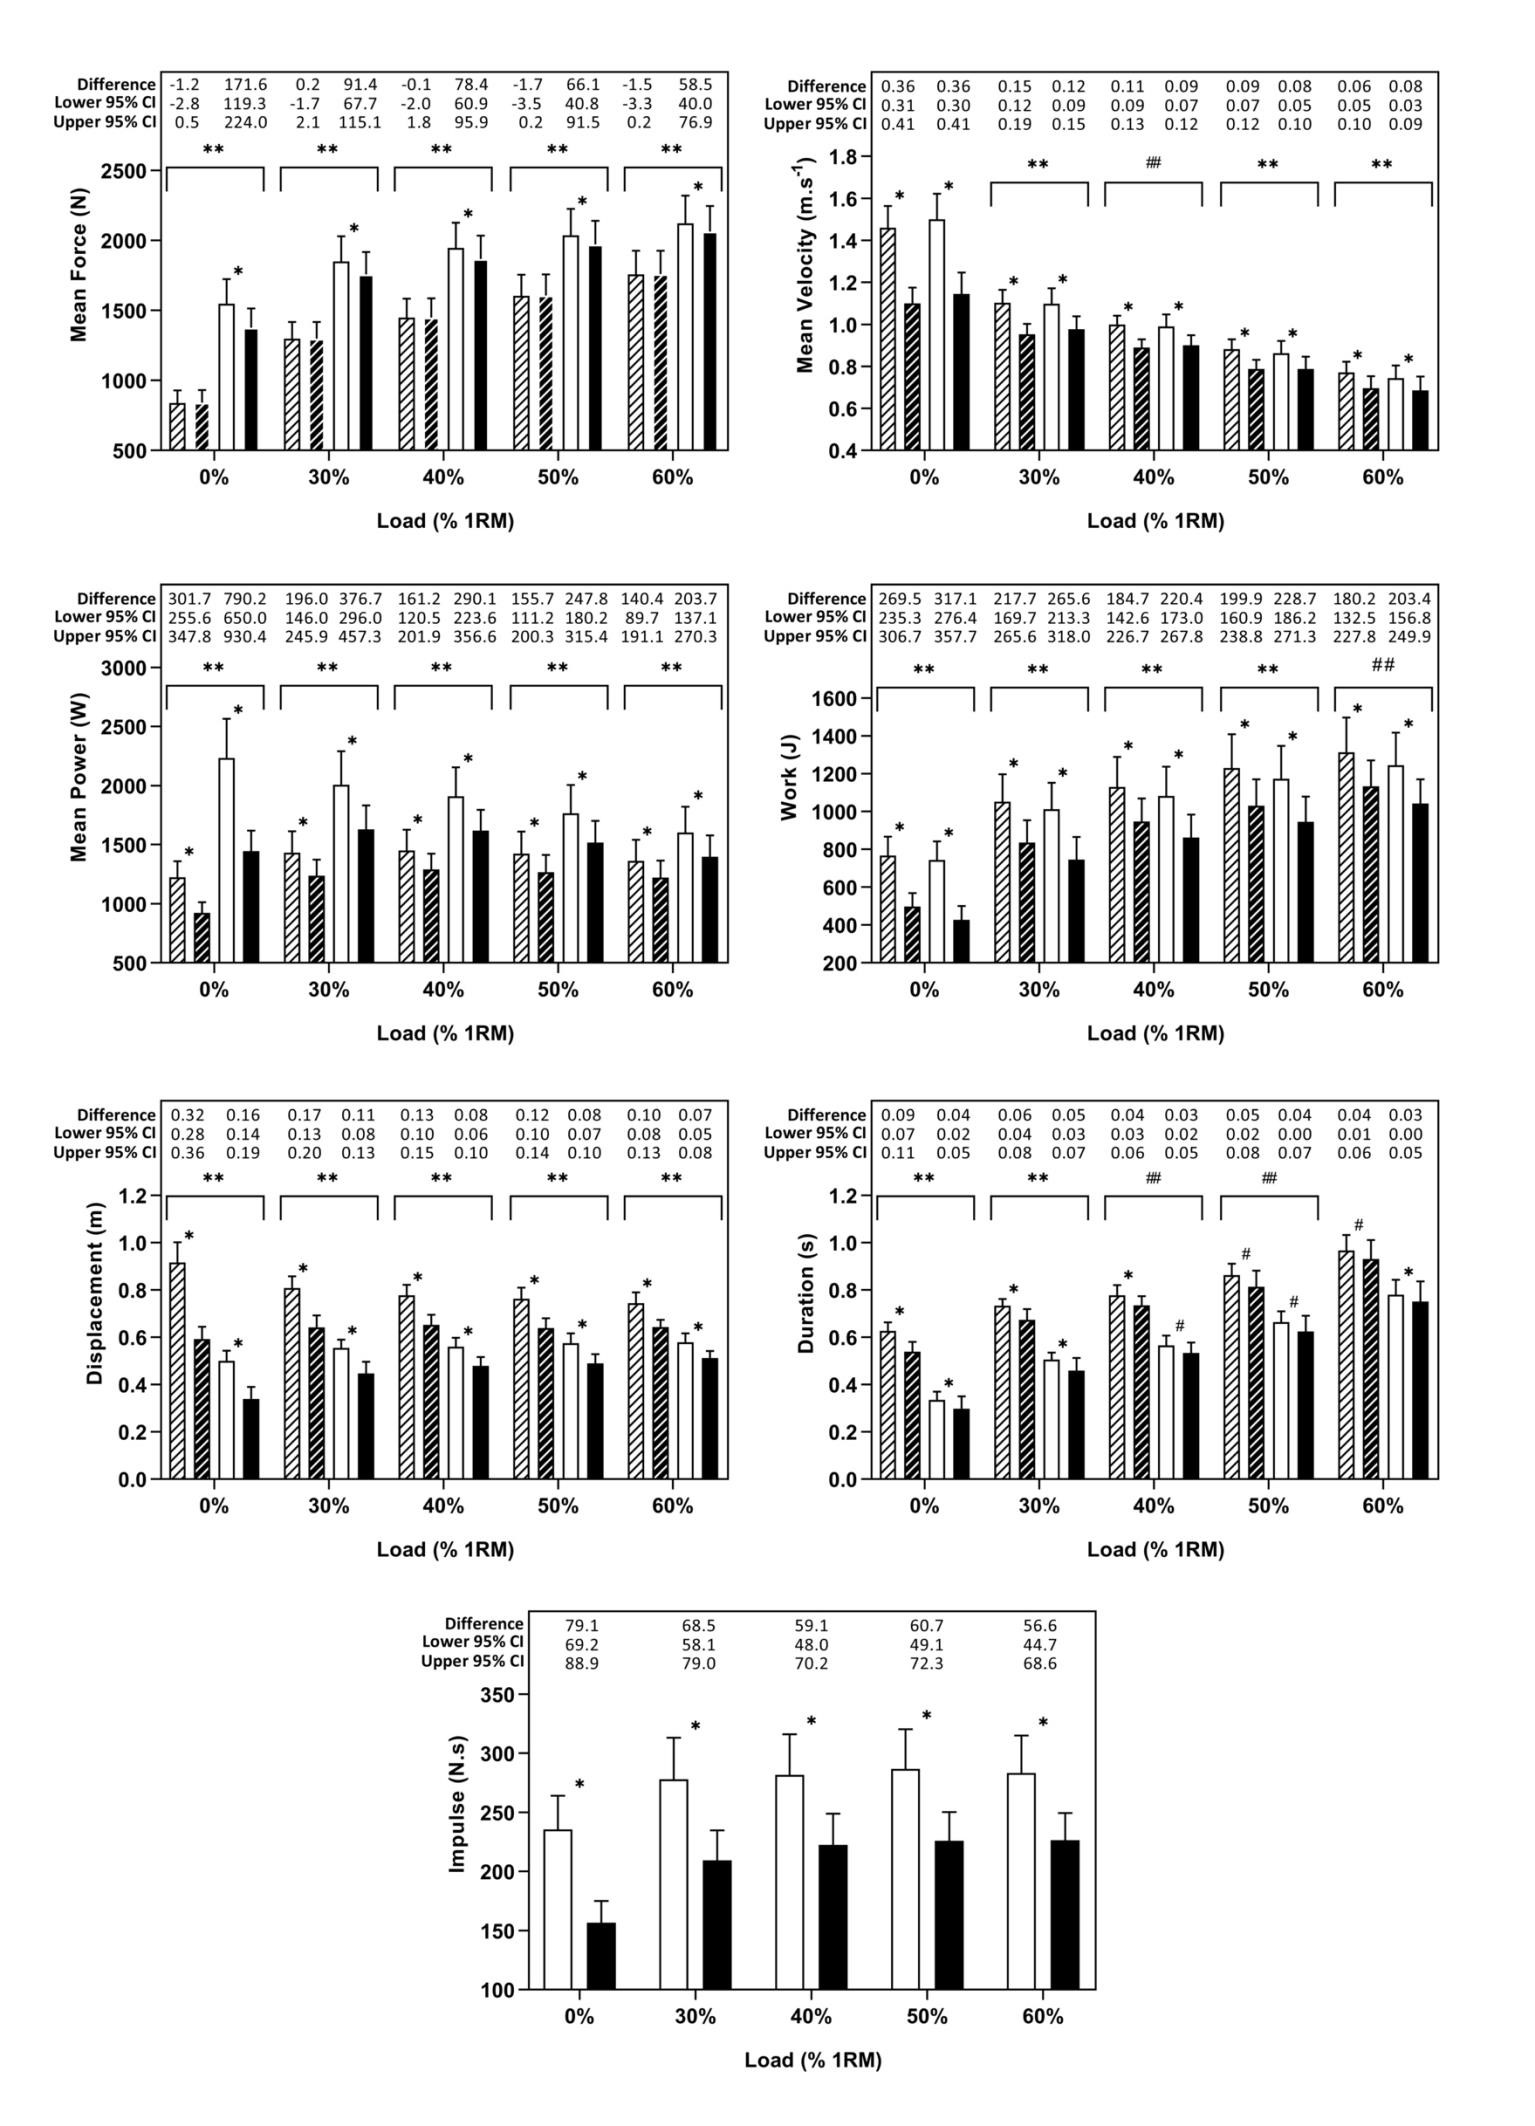 Difference -1.2 171.6 0.2 91.4 -0.1 78.4 -1.7 66.1 -1.5 58.5
Lower 95% CI -2.8 119.3 -1.7 67.7 -2.0 60.9 -3.5 40.8 -3.3 40.0
Upper 95% CI 0.5 224.0 2.1 115.1 1.8 95.9 0.2 91.5 0.2 76.9
** ** ** ** **
2500
* * * * *
2000
1500
1000
500
Mean Force (N)
0% 30% 40% 50% 60%
Load (% 1RM)
Difference 0.36 0.36 0.15 0.12 0.11 0.09 0.09 0.08 0.06 0.08
Lower 95% CI 0.31 0.30 0.12 0.09 0.09 0.07 0.07 0.05 0.05 0.03
Upper 95% CI 0.41 0.41 0.19 0.15 0.13 0.12 0.12 0.10 0.10 0.09
1.8
** ## ** **
1.6
* * * * * * * * * *
1.4
1.2
1.0
0.8
0.6
0.4
Mean Velocity (m.s-1)
0% 30% 40% 50% 60%
Load (% 1RM)
Difference 301.7 790.2 196.0 376.7 161.2 290.1 155.7 247.8 140.4 203.7
Lower 95% CI 255.6 650.0 146.0 296.0 120.5 223.6 111.2 180.2 89.7 137.1
Upper 95% CI 347.8 930.4 245.9 457.3 201.9 356.6 200.3 315.4 191.1 270.3
3000 ** ** ** ** **
2500
* * * * * * * * * *
2000
1500
1000
500
Mean Power (W)
0% 30% 40% 50% 60%
Load (% 1RM)
Difference 269.5 317.1 217.7 265.6 184.7 220.4 199.9 228.7 180.2 203.4
Lower 95% CI 235.3 276.4 169.7 213.3 142.6 173.0 160.9 186.2 132.5 156.8
Upper 95% CI 306.7 357.7 265.6 318.0 226.7 267.8 238.8 271.3 227.8 249.9
** ** ** ** ##
1600
* * * * * * * * * *
1400
1200
1000
800
600
400
200
Work (J)
0% 30% 40% 50% 60%
Load (% 1RM)
Difference 0.32 0.16 0.17 0.11 0.13 0.08 0.12 0.08 0.10 0.07
Lower 95% CI 0.28 0.14 0.13 0.08 0.10 0.06 0.10 0.07 0.08 0.05
Upper 95% CI 0.36 0.19 0.20 0.13 0.15 0.10 0.14 0.10 0.13 0.08
** ** ** ** **
1.2
* * * * * * * * * *
1.0
0.8
0.6
0.4
0.2
0.0
Displacement (m)
0% 30% 40% 50% 60%
Load (% 1RM)
Difference 0.09 0.04 0.06 0.05 0.04 0.03 0.05 0.04 0.04 0.03
Lower 95% CI 0.07 0.02 0.04 0.03 0.03 0.02 0.02 0.00 0.01 0.00
Upper 95% CI 0.11 0.05 0.08 0.07 0.06 0.05 0.08 0.07 0.06 0.05
** ** ## ##
1.2
* * * * * # # # # *
1.0
0.8
0.6
0.4
0.2
0.0
Duration (s)
0% 30% 40% 50% 60%
Load (% 1RM)
Difference 79.1 68.5 59.1 60.7 56.6
Lower 95% CI 69.2 58.1 48.0 49.1 44.7
Upper 95% CI 88.9 79.0 70.2 72.3 68.6
350
* * * * *
300
250
200
150
100
Impulse (N.s)
0% 30% 40% 50% 60%
Load (% 1RM)